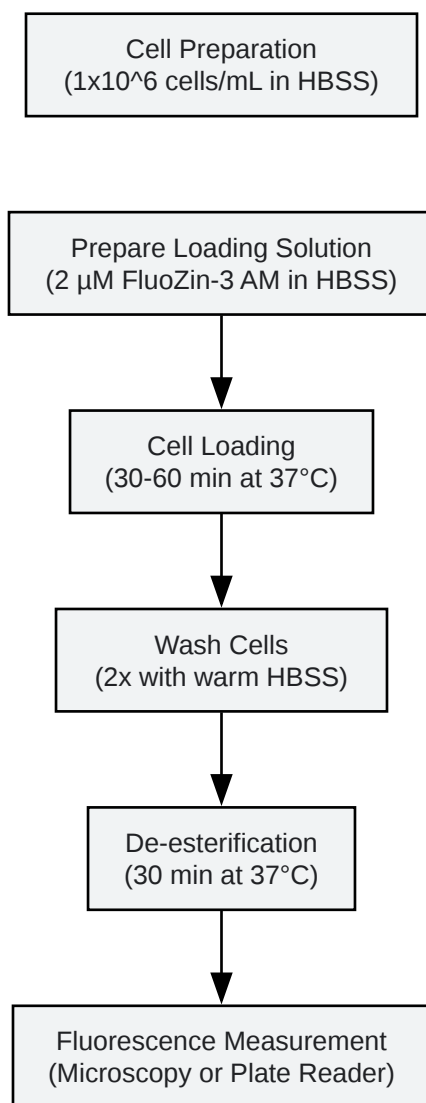 Cell Preparation
(1x10^6 cells/mL in HBSS)
Prepare Loading Solution
(2 µM FluoZin-3 AM in HBSS)
Cell Loading
(30-60 min at 37°C)
Wash Cells
(2x with warm HBSS)
De-esterification
(30 min at 37°C)
Fluorescence Measurement
(Microscopy or Plate Reader)